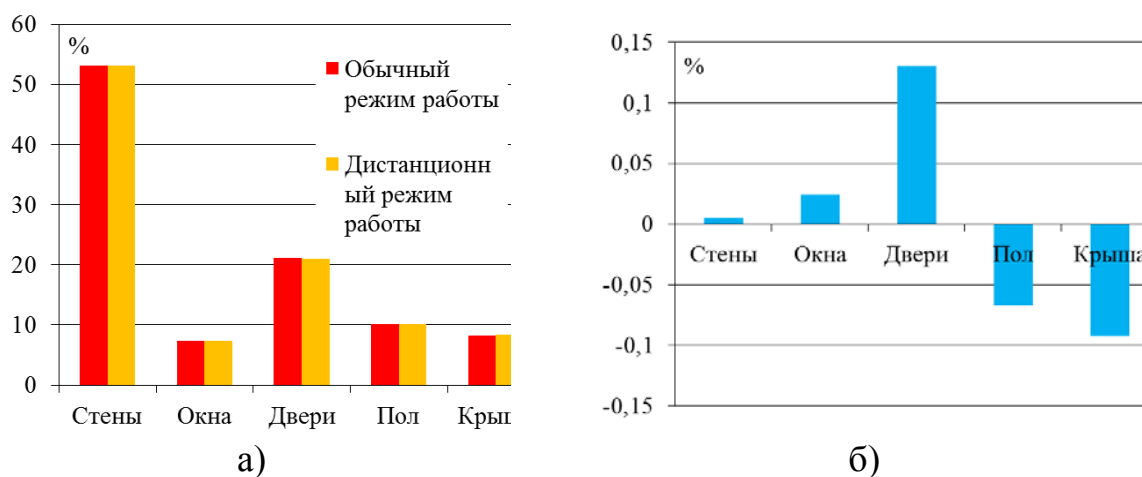 60
%
50
40
30
20
10
0
Обычный
режим работы
Дистанционн
ый режим
работы
Стены Окна Двери Пол Крыш
а)
0,15
%
0,1
0,05
0
-0,05
-0,1
-0,15
Стены Окна Двери Пол Крыша
б)